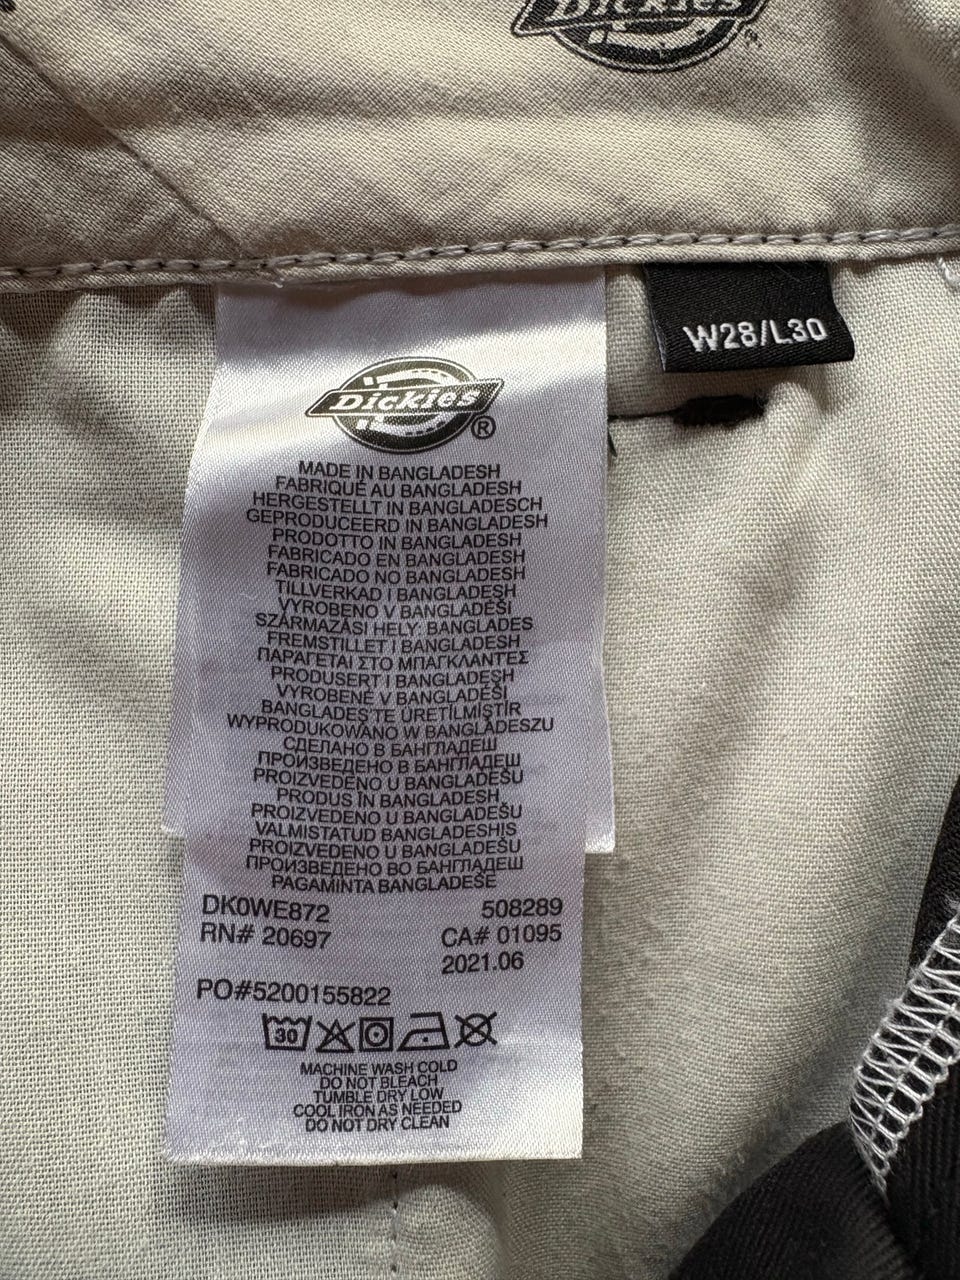 Dickies
W28/L30
Dickies®
MADE IN BANGLADESH
FABRIQUÉ AU BANGLADESH
HERGESTELLT IN BANGLADESCH
GEPRODUCEERD IN BANGLADESH
PRODOTTO IN BANGLADESH
FABRICADO EN BANGLADESH
FABRICADO NO BANGLADESH
TILLVERKAD I BANGLADESH
VYROBENO V BANGLADÉŠI
SZÁRMAZÁSI HELY: BANGLADES
FREMSTILLET I BANGLADESH
ΠΑΡΑΓΕΤΑΙ ΣΤΟ ΜΠΑΓΚΛΑΝΤΕΣ
PRODUSERT I BANGLADESH
VYROBENÉ V BANGLADÉŠI
BANGLADEŞ'TE ÜRETİLMİŞTİR
WYPRODUKOWANO W BANGLADESZU
СДЕЛАНО В БАНГЛАДЕШ
ПРОИЗВЕДЕНО В БАНГЛАДЕШ
PROIZVEDENO U BANGLADEŠU
PRODUS ÎN BANGLADESH
PROIZVEDENO U BANGLADEŠU
VALMISTATUD BANGLADESHIS
PROIZVEDENO U BANGLADEŠU
ПРОИЗВЕДЕНО ВО БАНГЛАДЕШ
PAGAMINTA BANGLADEŠE
DK0WE872 508289
RN# 20697 CA# 01095
2021.06
PO#5200155822
30
MACHINE WASH COLD
DO NOT BLEACH
TUMBLE DRY LOW
COOL IRON AS NEEDED
DO NOT DRY CLEAN